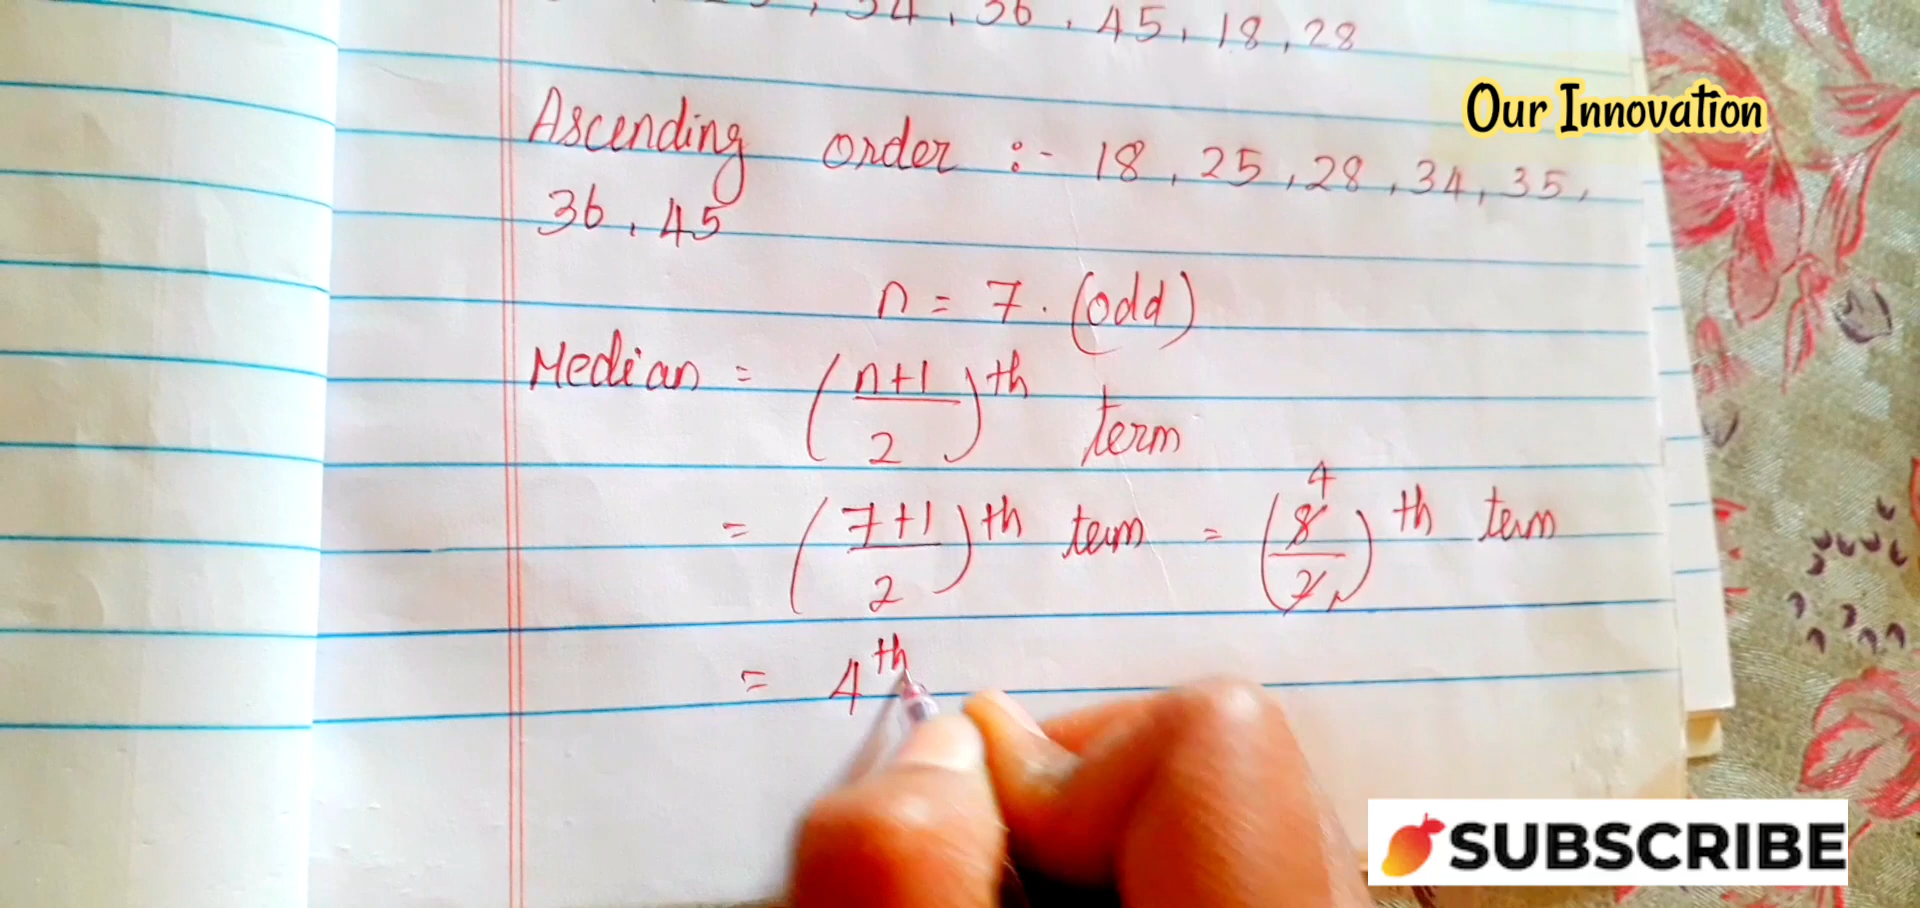 34, 36, 45, 18, 28
Our Innovation
Ascending order :- 18, 25, 28, 34, 35,
36, 45
n = 7. (odd)
Median = (n+1/2)th term
= (7+1/2)th term = (8/2)th term
4
= 4th
SUBSCRIBE